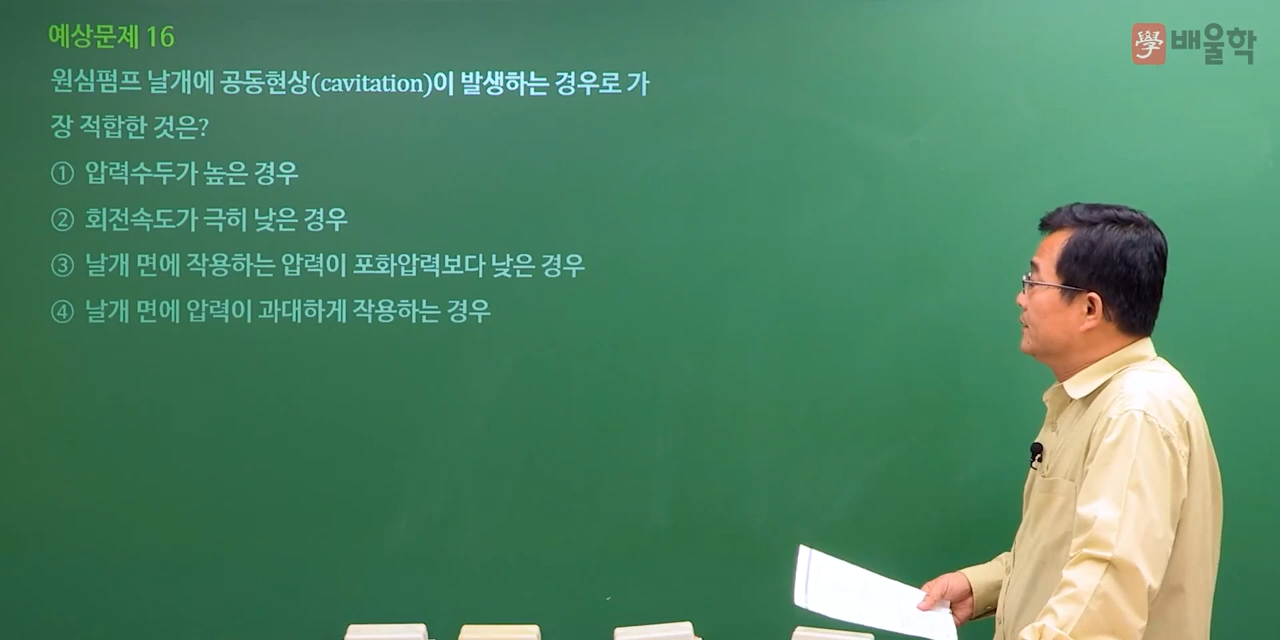 예상문제 16
學 배울학
원심펌프 날개에 공동현상(cavitation)이 발생하는 경우로 가
장 적합한 것은?
① 압력수두가 높은 경우
② 회전속도가 극히 낮은 경우
③ 날개 면에 작용하는 압력이 포화압력보다 낮은 경우
④ 날개 면에 압력이 과대하게 작용하는 경우